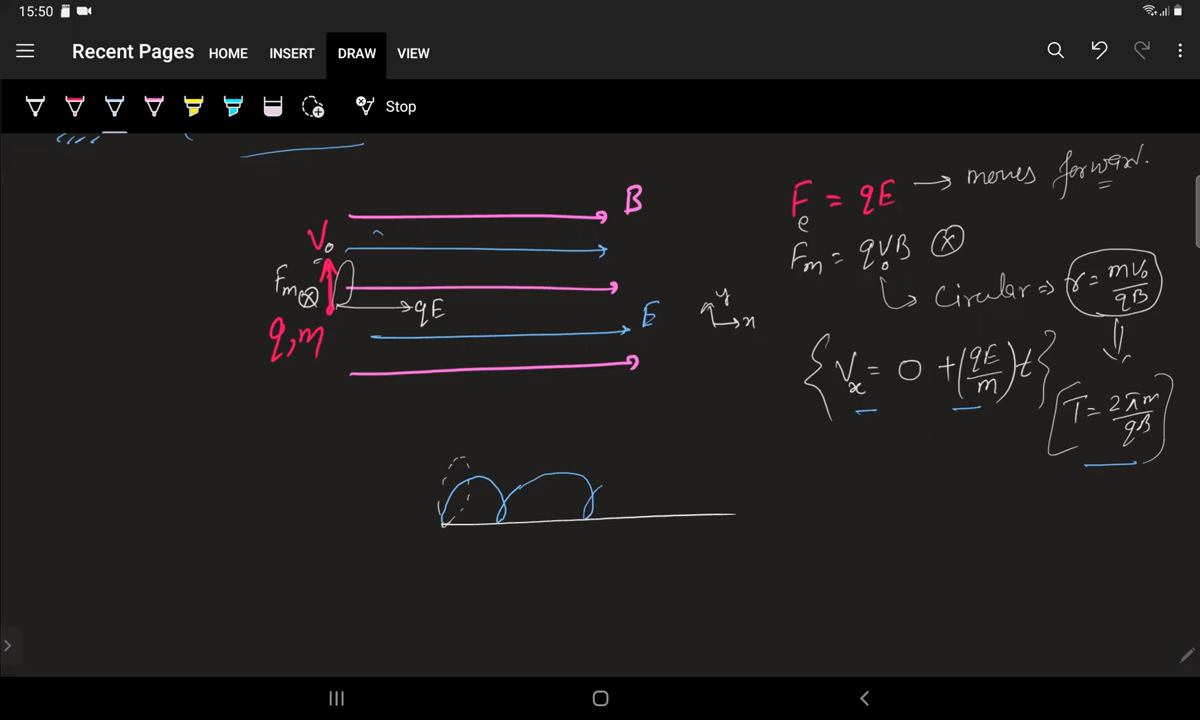 15:50
Recent Pages HOME INSERT DRAW VIEW
Stop
B
V₀
Fm ⊗
qE
q,m
E
y
x
Fe = qE → moves forward.
Fm = qV₀B ⊗
Circular ⇒ r = mv₀/qB
{ Vx = 0 + (qE/m)t }
[ T = 2πm/qB ]